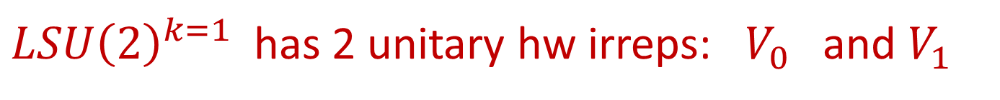 LSU(2)^{k=1} has 2 unitary hw irreps: V_0 and V_1